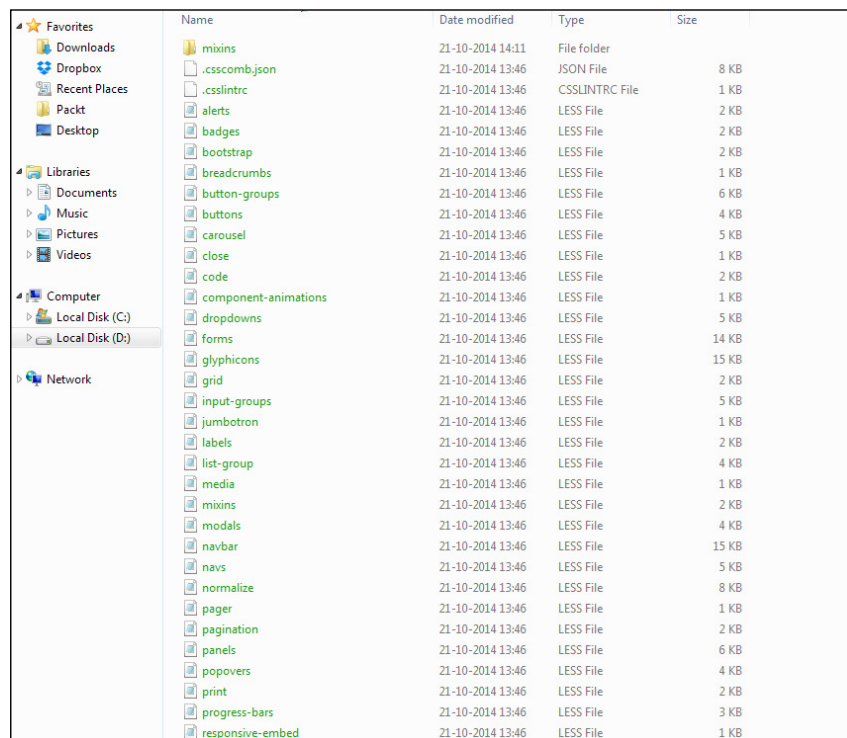 Favorites
Downloads
Dropbox
Recent Places
Packt
Desktop
Libraries
Documents
Music
Pictures
Videos
Computer
Local Disk (C:)
Local Disk (D:)
Network
Name Date modified Type Size
mixins 21-10-2014 14:11 File folder
.csscomb.json 21-10-2014 13:46 JSON File 8 KB
.csslintrc 21-10-2014 13:46 CSSLINTRC File 1 KB
alerts 21-10-2014 13:46 LESS File 2 KB
badges 21-10-2014 13:46 LESS File 2 KB
bootstrap 21-10-2014 13:46 LESS File 2 KB
breadcrumbs 21-10-2014 13:46 LESS File 1 KB
button-groups 21-10-2014 13:46 LESS File 6 KB
buttons 21-10-2014 13:46 LESS File 4 KB
carousel 21-10-2014 13:46 LESS File 5 KB
close 21-10-2014 13:46 LESS File 1 KB
code 21-10-2014 13:46 LESS File 2 KB
component-animations 21-10-2014 13:46 LESS File 1 KB
dropdowns 21-10-2014 13:46 LESS File 5 KB
forms 21-10-2014 13:46 LESS File 14 KB
glyphicons 21-10-2014 13:46 LESS File 15 KB
grid 21-10-2014 13:46 LESS File 2 KB
input-groups 21-10-2014 13:46 LESS File 5 KB
jumbotron 21-10-2014 13:46 LESS File 1 KB
labels 21-10-2014 13:46 LESS File 2 KB
list-group 21-10-2014 13:46 LESS File 4 KB
media 21-10-2014 13:46 LESS File 1 KB
mixins 21-10-2014 13:46 LESS File 2 KB
modals 21-10-2014 13:46 LESS File 4 KB
navbar 21-10-2014 13:46 LESS File 15 KB
navs 21-10-2014 13:46 LESS File 5 KB
normalize 21-10-2014 13:46 LESS File 8 KB
pager 21-10-2014 13:46 LESS File 1 KB
pagination 21-10-2014 13:46 LESS File 2 KB
panels 21-10-2014 13:46 LESS File 6 KB
popovers 21-10-2014 13:46 LESS File 4 KB
print 21-10-2014 13:46 LESS File 2 KB
progress-bars 21-10-2014 13:46 LESS File 3 KB
responsive-embed 21-10-2014 13:46 LESS File 1 KB